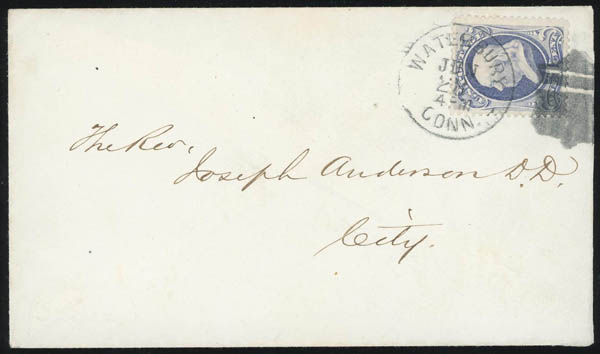 WATERBURY
CONN.
The Rev,
Joseph Anderson D.D.
City.